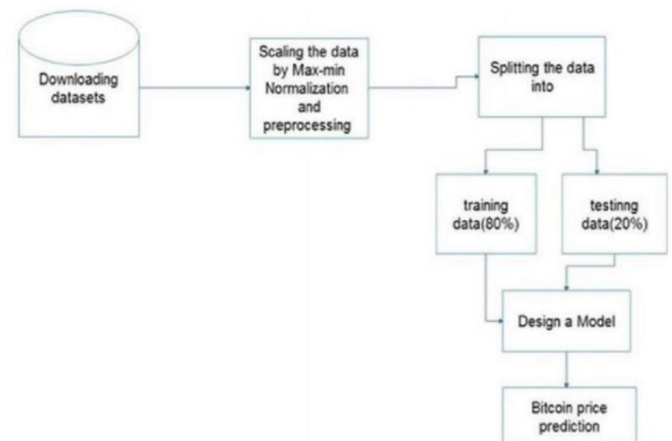 Downloading
datasets
Scaling the data
by Max-min
Normalization
and
preprocessing
Splitting the data
into
training
data(80%)
testinng
data(20%)
Design a Model
Bitcoin price
prediction